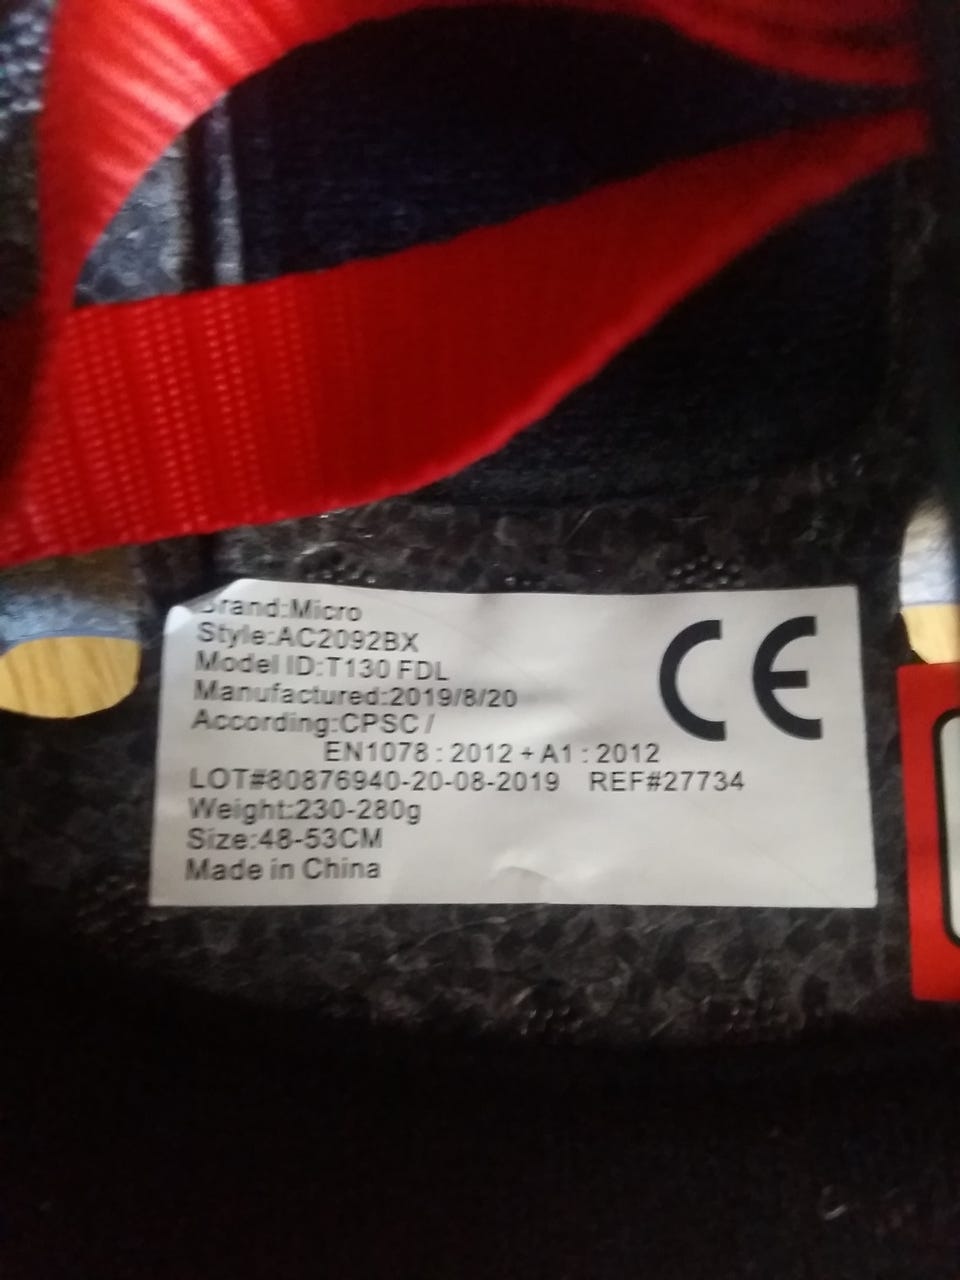 Brand:Micro
Style:AC2092BX
Model ID:T130 FDL
Manufactured:2019/8/20
According:CPSC /
EN1078 : 2012 + A1 : 2012
LOT#80876940-20-08-2019 REF#27734
Weight:230-280g
Size:48-53CM
Made in China
CE